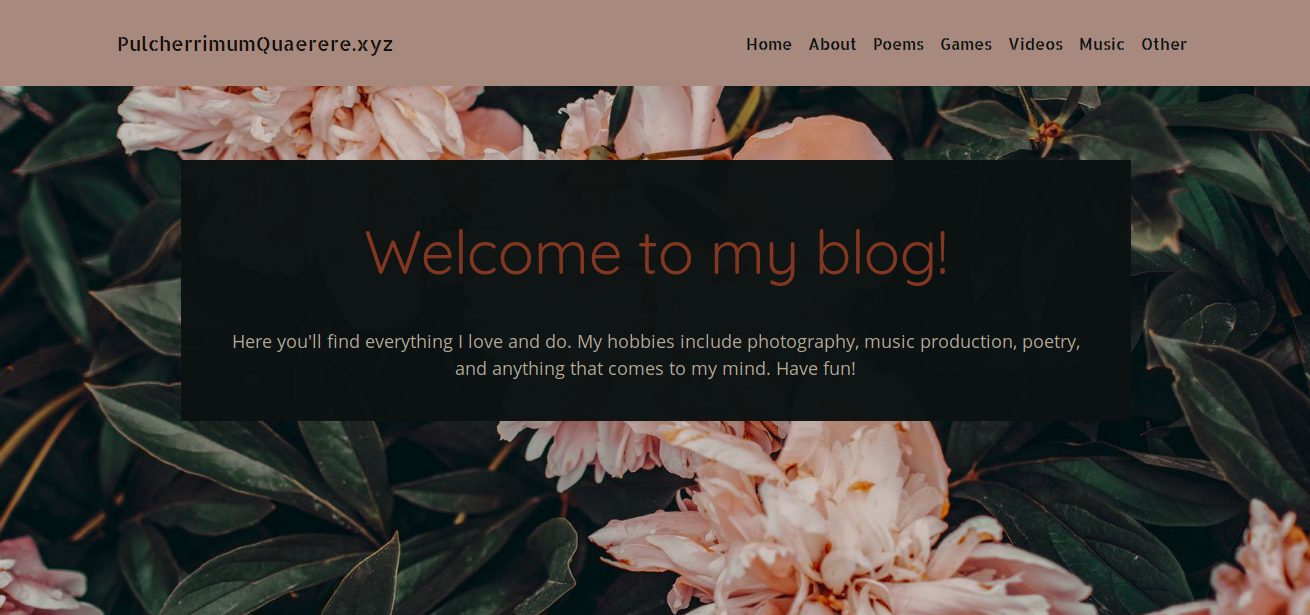 PulcherrimumQuaerere.xyz
Home About Poems Games Videos Music Other
Welcome to my blog!
Here you'll find everything I love and do. My hobbies include photography, music production, poetry,
and anything that comes to my mind. Have fun!